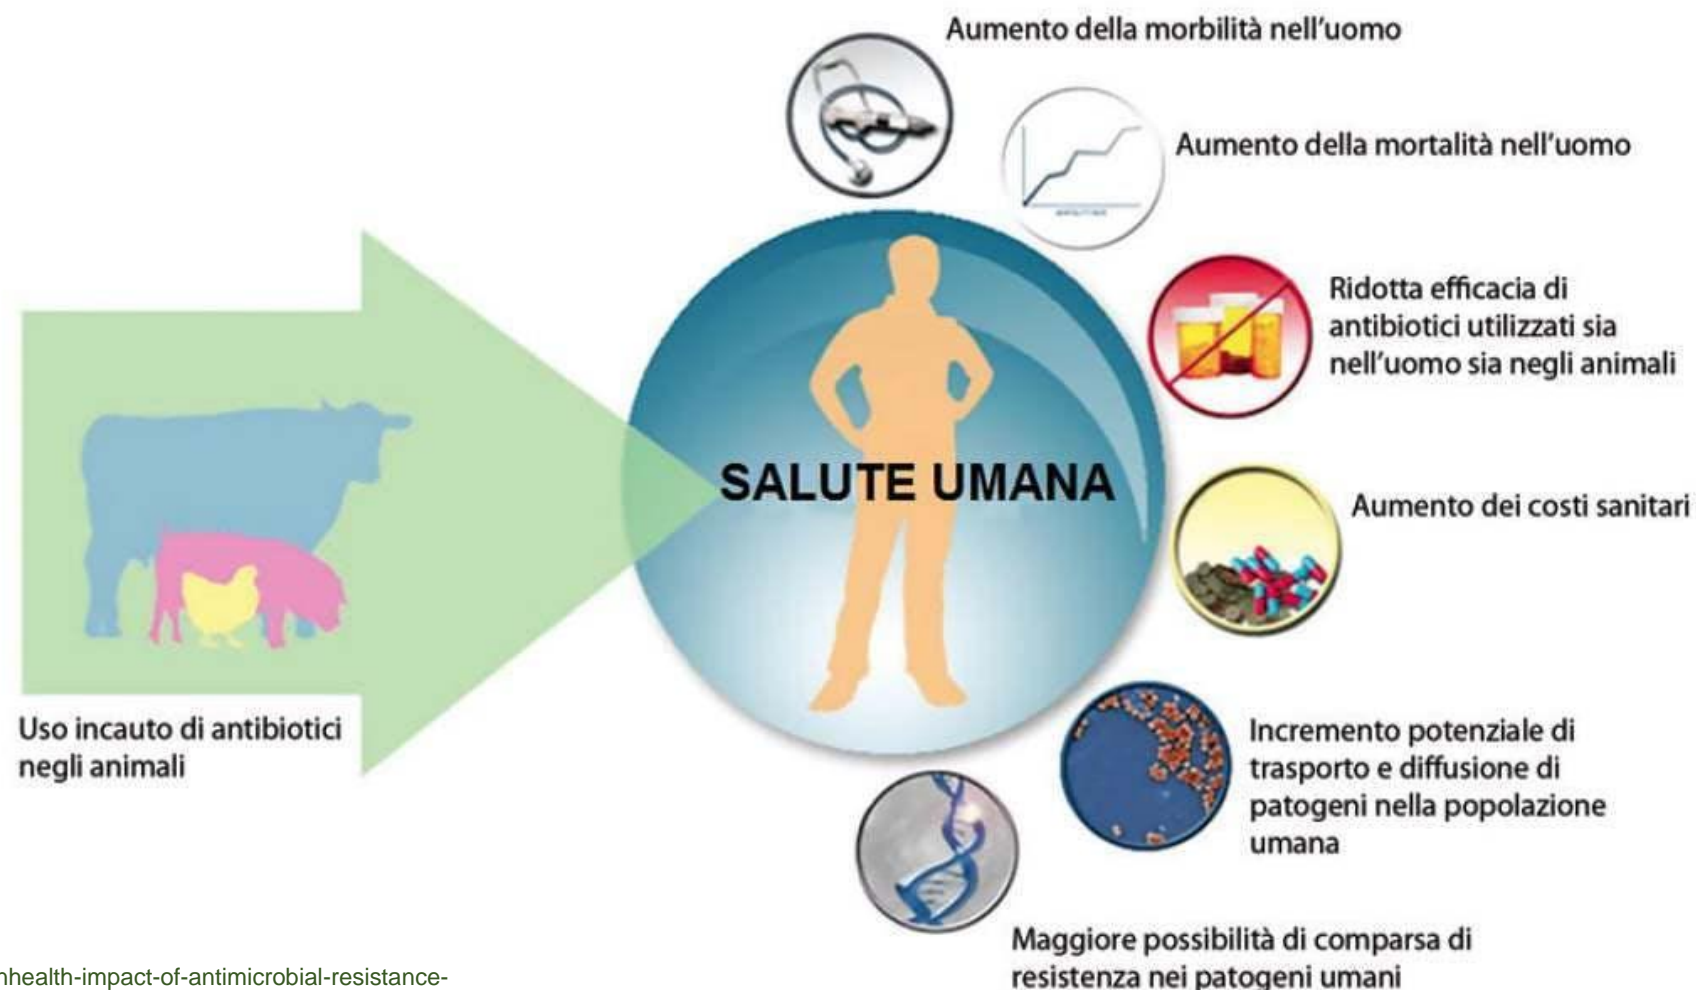 Aumento della morbilità nell'uomo
Aumento della mortalità nell'uomo
Ridotta efficacia di
antibiotici utilizzati sia
nell'uomo sia negli animali
SALUTE UMANA
Aumento dei costi sanitari
Uso incauto di antibiotici
negli animali
Incremento potenziale di
trasporto e diffusione di
patogeni nella popolazione
umana
Maggiore possibilità di comparsa di
resistenza nei patogeni umani
nhealth-impact-of-antimicrobial-resistance-